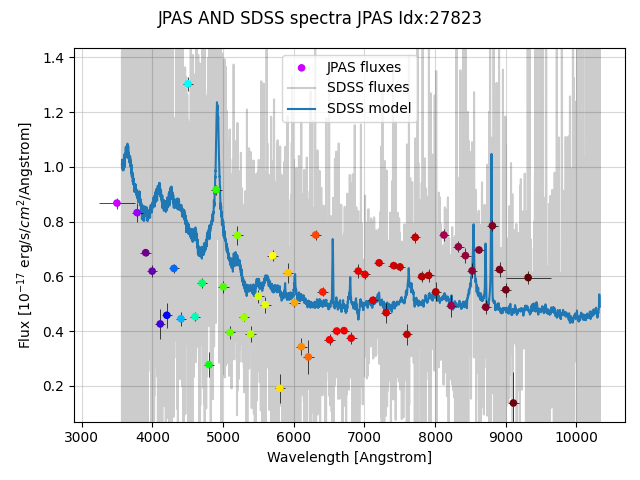 JPAS AND SDSS spectra JPAS Idx:27823
JPAS fluxes
SDSS fluxes
SDSS model
Flux [10⁻¹⁷ erg/s/cm²/Angstrom]
1.4
1.2
1.0
0.8
0.6
0.4
0.2
3000 4000 5000 6000 7000 8000 9000 10000
Wavelength [Angstrom]